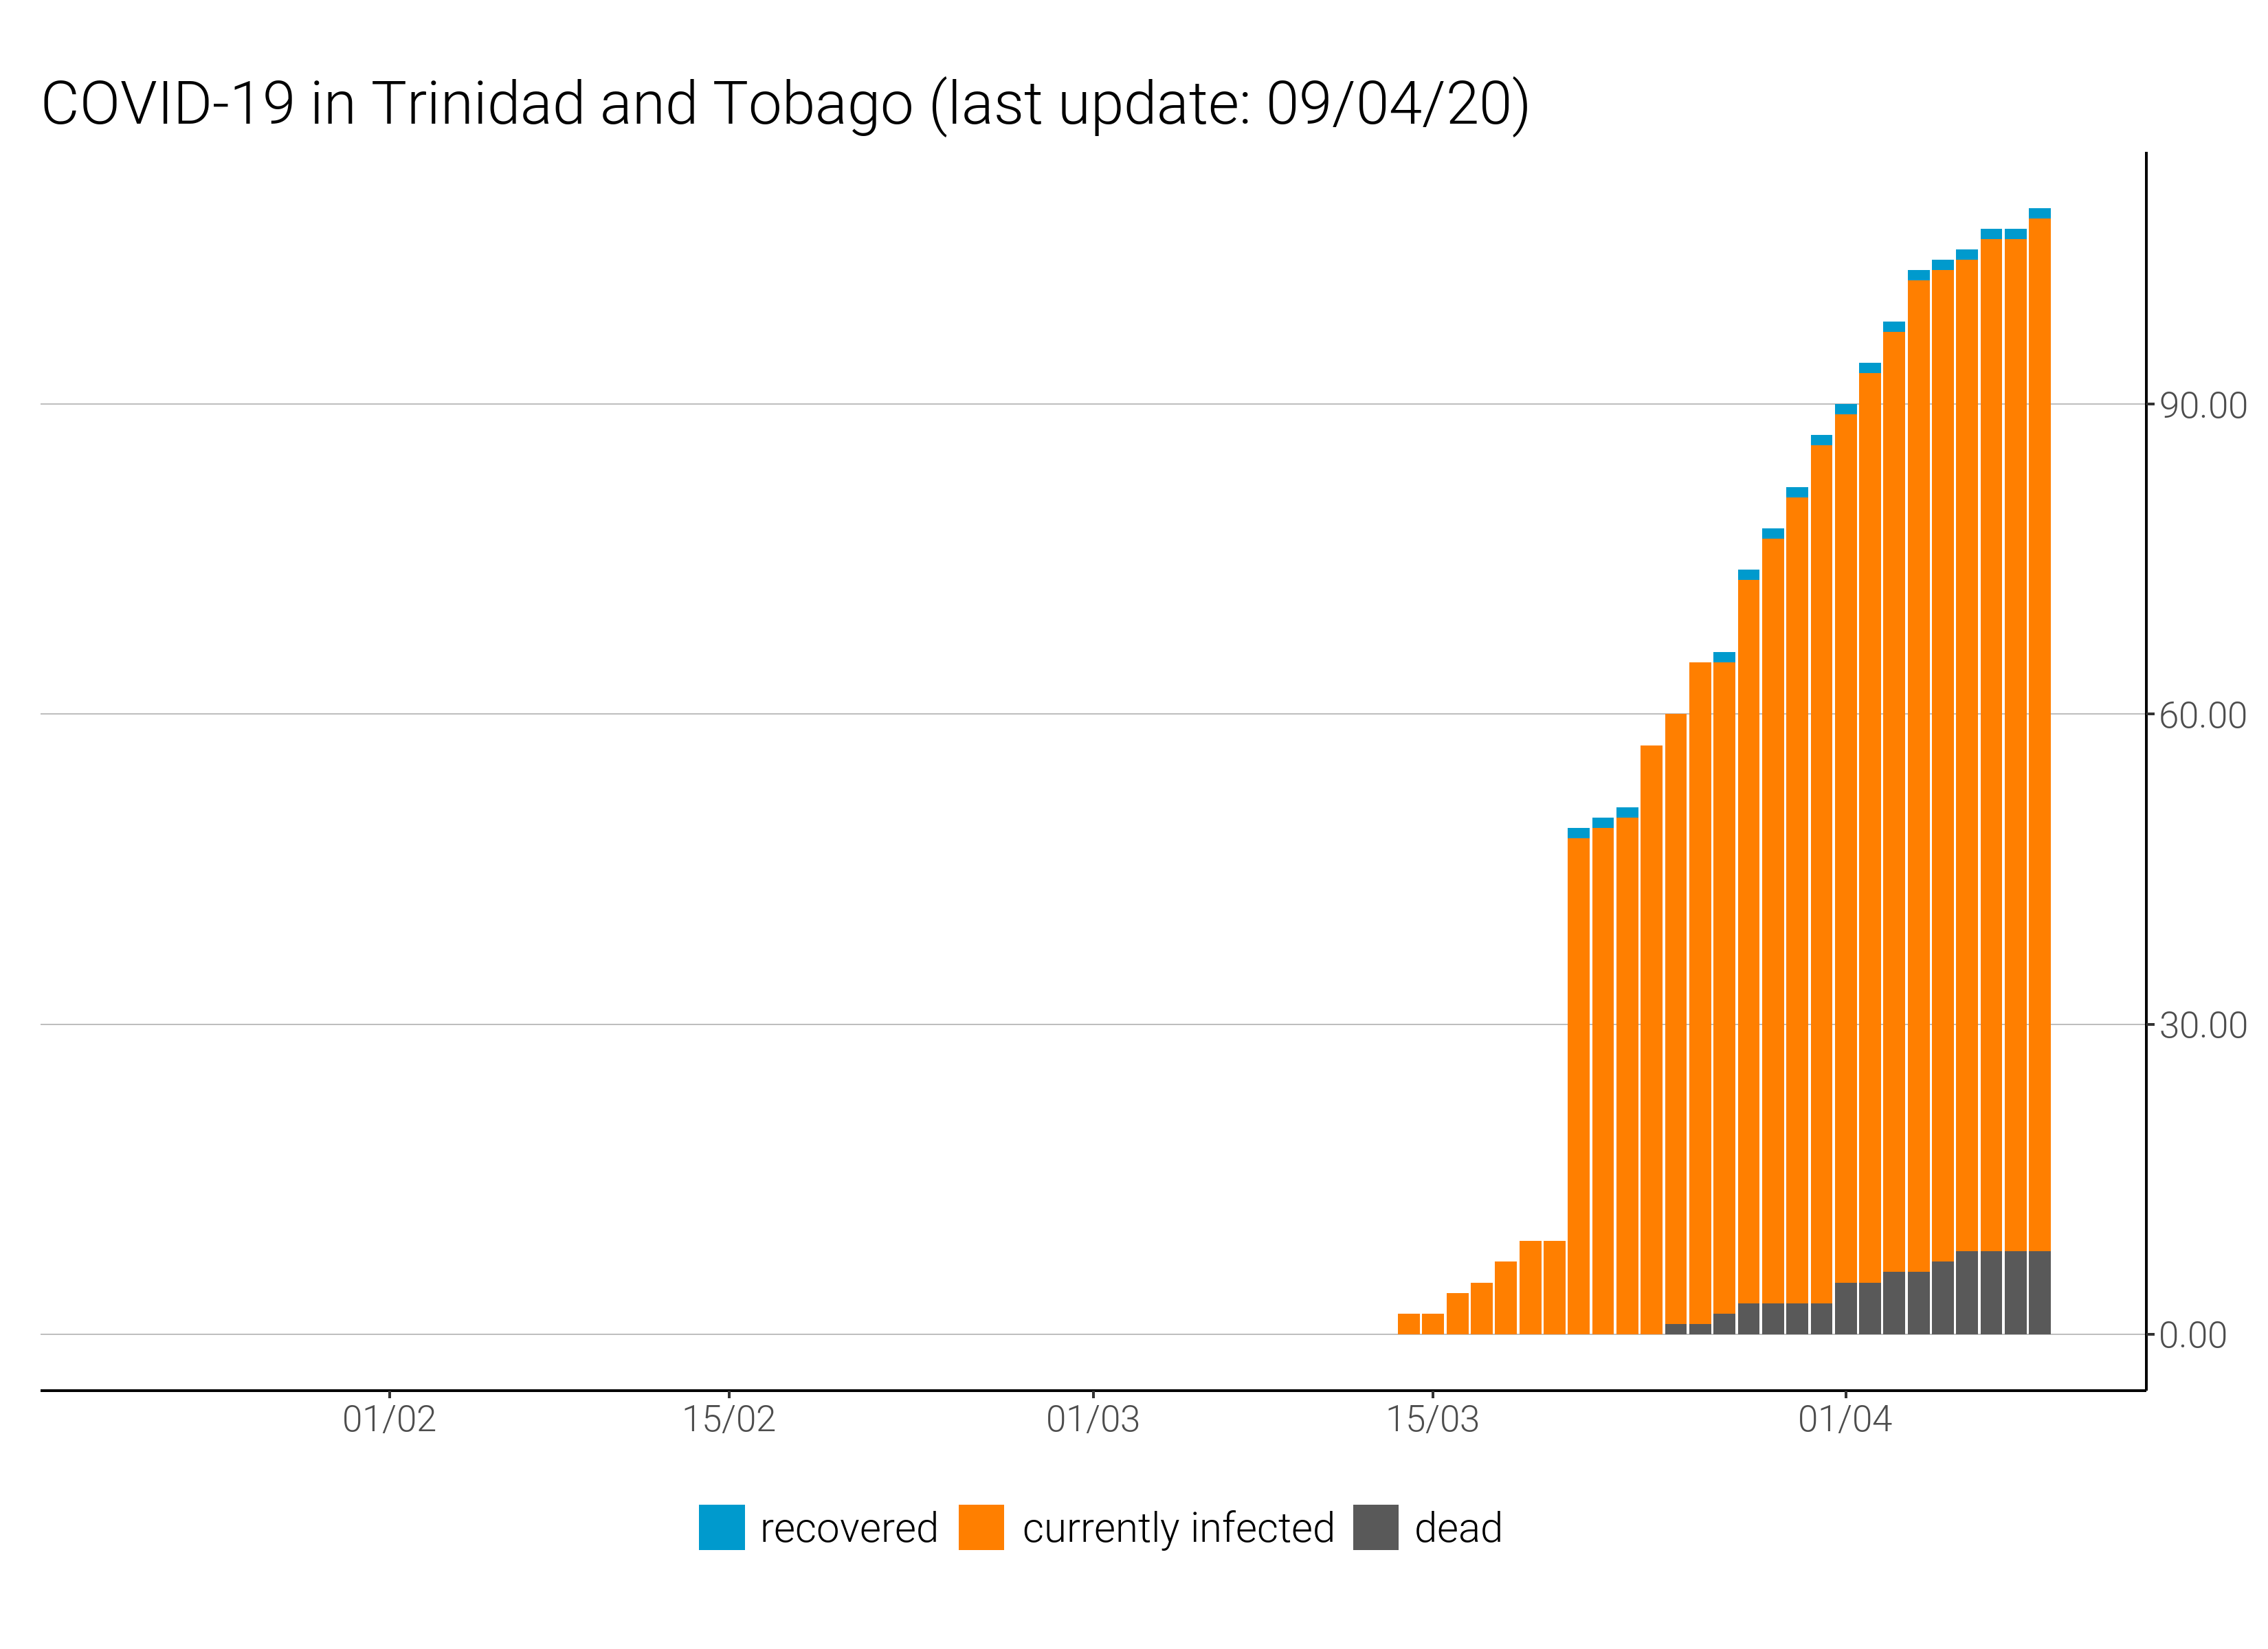 COVID-19 in Trinidad and Tobago (last update: 09/04/20)
90.00
60.00
30.00
0.00
01/02 15/02 01/03 15/03 01/04
recovered currently infected dead